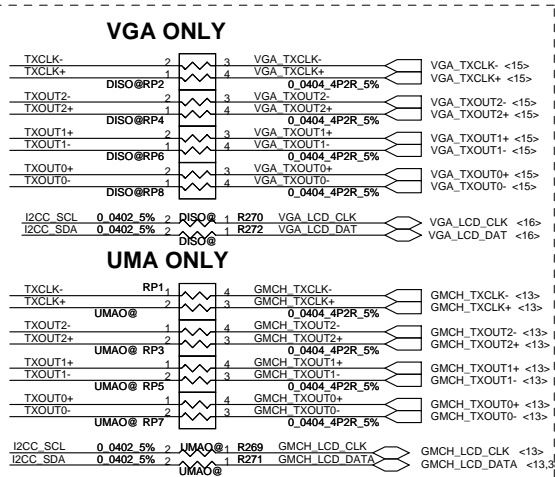 VGA ONLY
TXCLK- 2 3 VGA_TXCLK- VGA_TXCLK- <15>
TXCLK+ 1 4 VGA_TXCLK+ VGA_TXCLK+ <15>
DISO@RP2 0_0404_4P2R_5%
TXOUT2- 2 3 VGA_TXOUT2- VGA_TXOUT2- <15>
TXOUT2+ 1 4 VGA_TXOUT2+ VGA_TXOUT2+ <15>
DISO@RP4 0_0404_4P2R_5%
TXOUT1+ 2 3 VGA_TXOUT1+ VGA_TXOUT1+ <15>
TXOUT1- 1 4 VGA_TXOUT1- VGA_TXOUT1- <15>
DISO@RP6 0_0404_4P2R_5%
TXOUT0+ 2 3 VGA_TXOUT0+ VGA_TXOUT0+ <15>
TXOUT0- 1 4 VGA_TXOUT0- VGA_TXOUT0- <15>
DISO@RP8 0_0404_4P2R_5%
I2CC_SCL 0_0402_5% 2 DISO@ 1 R270 VGA_LCD_CLK VGA_LCD_CLK <16>
I2CC_SDA 0_0402_5% 2 1 R272 VGA_LCD_DAT VGA_LCD_DAT <16>
DISO@
UMA ONLY
TXCLK- RP1 1 4 GMCH_TXCLK- GMCH_TXCLK- <13>
TXCLK+ 2 3 GMCH_TXCLK+ GMCH_TXCLK+ <13>
UMAO@ 0_0404_4P2R_5%
TXOUT2- 1 4 GMCH_TXOUT2- GMCH_TXOUT2- <13>
TXOUT2+ 2 3 GMCH_TXOUT2+ GMCH_TXOUT2+ <13>
UMAO@ RP3 0_0404_4P2R_5%
TXOUT1+ 1 4 GMCH_TXOUT1+ GMCH_TXOUT1+ <13>
TXOUT1- 2 3 GMCH_TXOUT1- GMCH_TXOUT1- <13>
UMAO@ RP5 0_0404_4P2R_5%
TXOUT0+ 1 4 GMCH_TXOUT0+ GMCH_TXOUT0+ <13>
TXOUT0- 2 3 GMCH_TXOUT0- GMCH_TXOUT0- <13>
UMAO@ RP7 0_0404_4P2R_5%
I2CC_SCL 0_0402_5% 2 UMAO@ 1 R269 GMCH_LCD_CLK GMCH_LCD_CLK <13>
I2CC_SDA 0_0402_5% 2 1 R271 GMCH_LCD_DATA GMCH_LCD_DATA <13,3
UMAO@